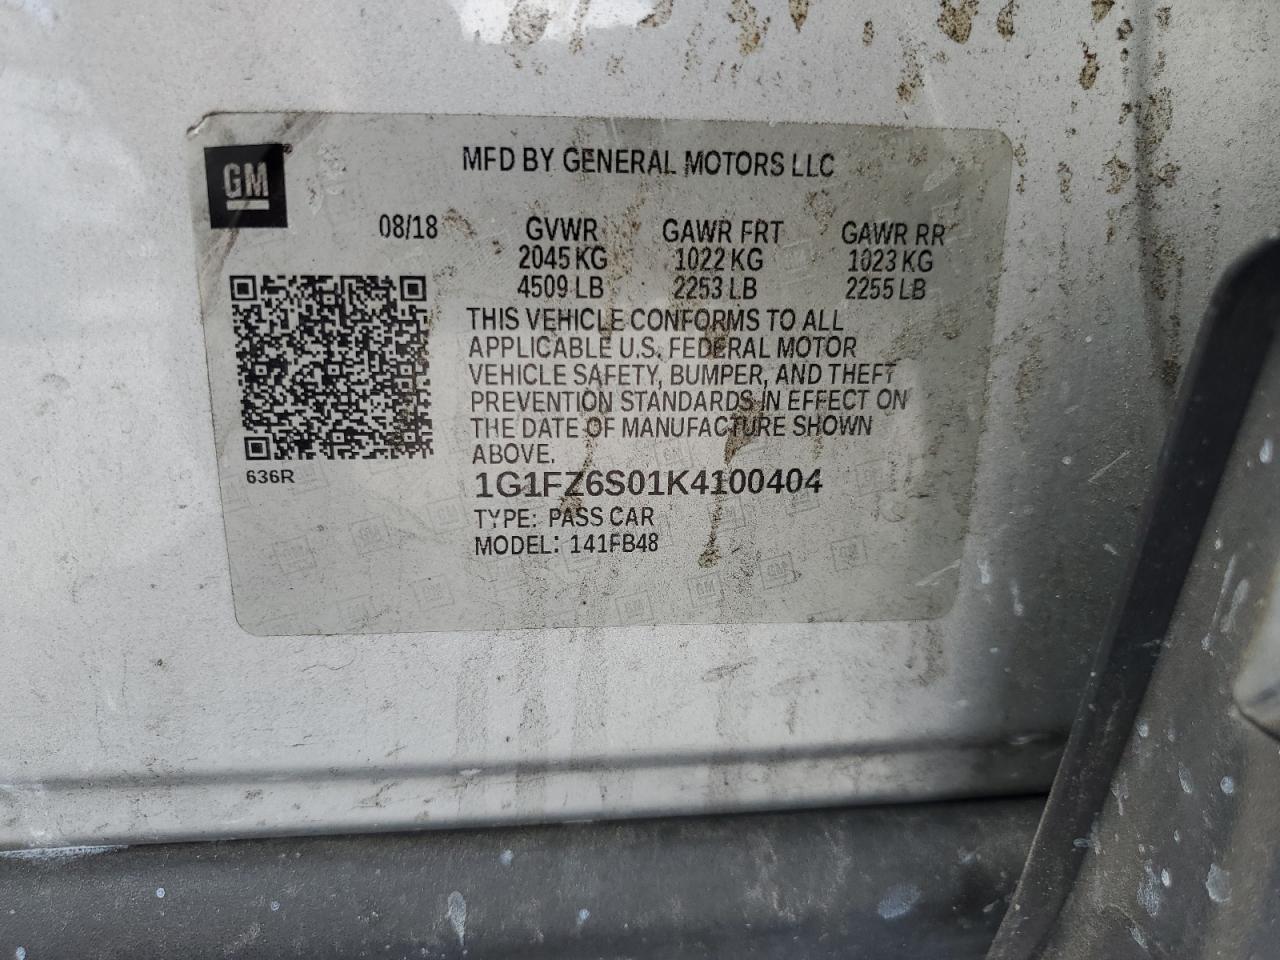 GM
MFD BY GENERAL MOTORS LLC
08/18 GVWR GAWR FRT GAWR RR
2045 KG 1022 KG 1023 KG
4509 LB 2253 LB 2255 LB
THIS VEHICLE CONFORMS TO ALL
APPLICABLE U.S. FEDERAL MOTOR
VEHICLE SAFETY, BUMPER, AND THEFT
PREVENTION STANDARDS IN EFFECT ON
THE DATE OF MANUFACTURE SHOWN
ABOVE.
636R
1G1FZ6S01K4100404
TYPE: PASS CAR
MODEL: 141FB48